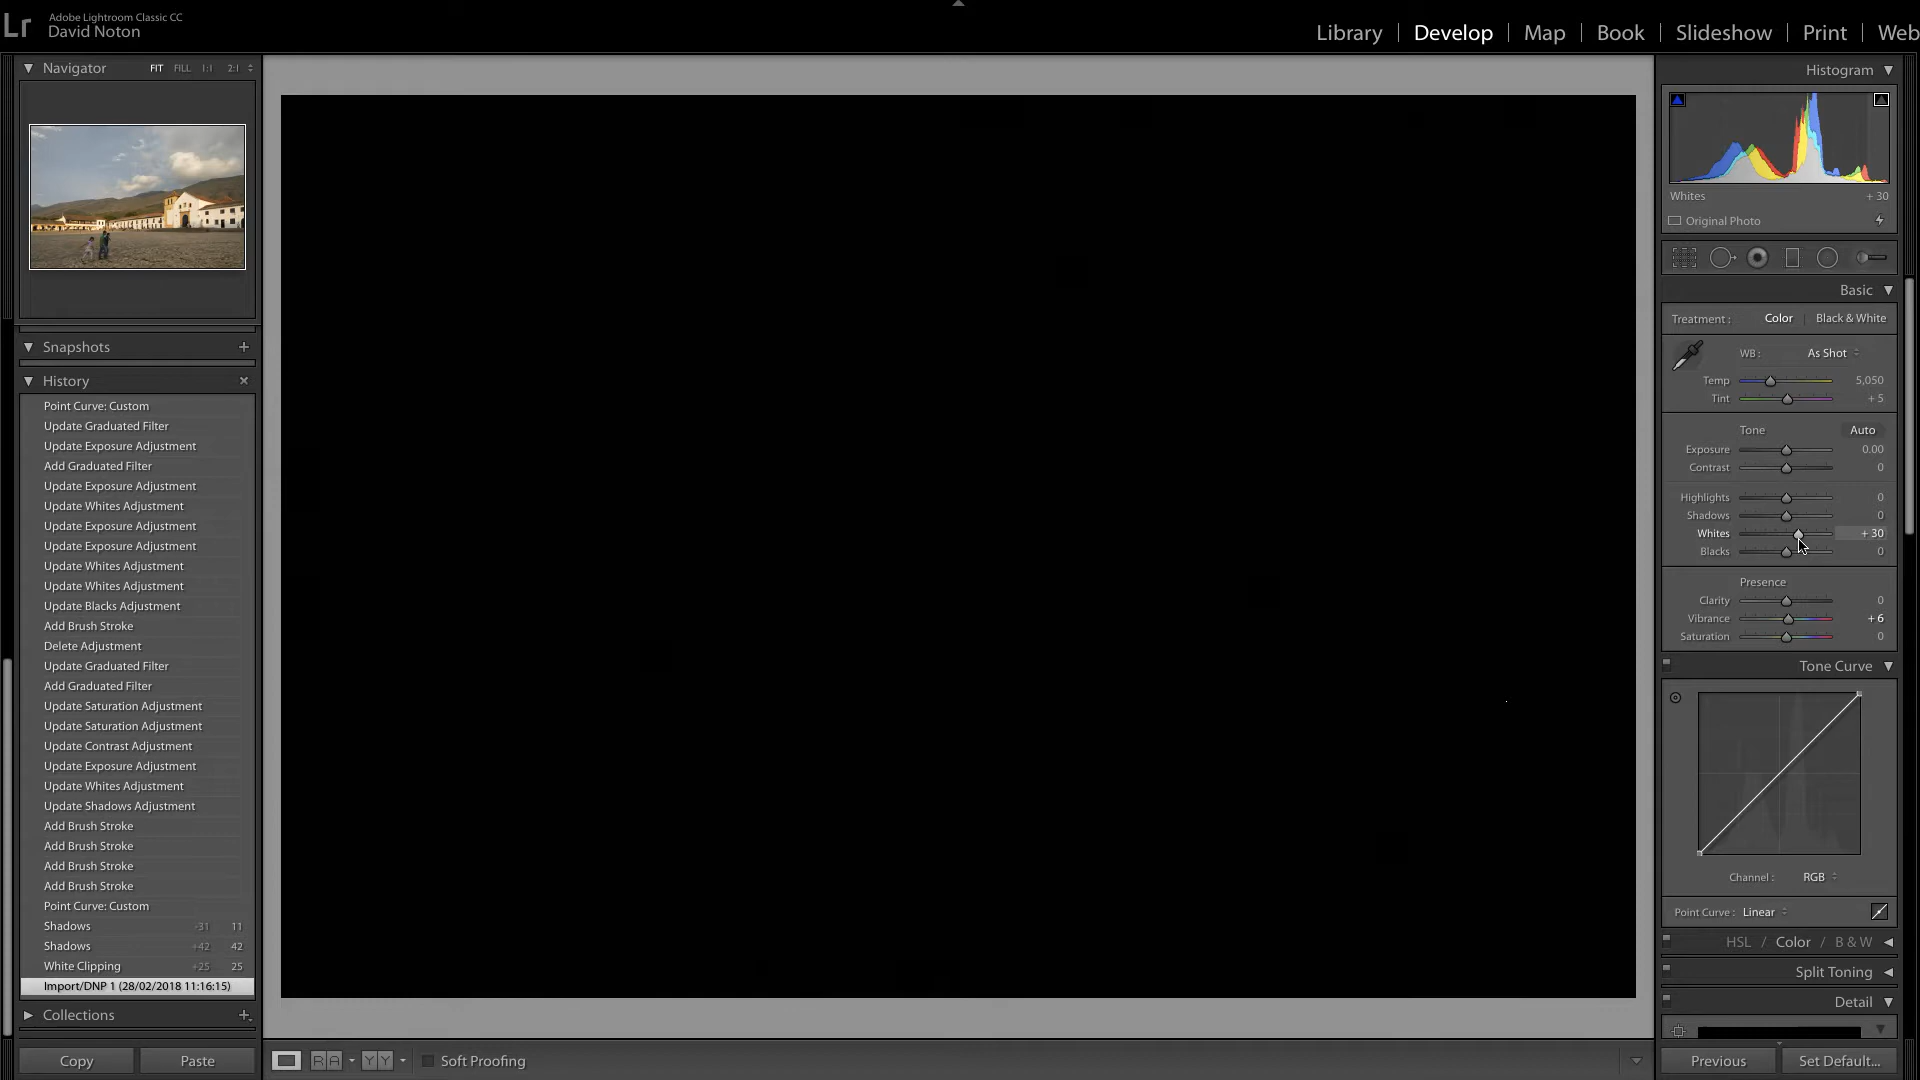 Lr
Adobe Lightroom Classic CC
David Noton
Library | Develop | Map | Book | Slideshow | Print | Web
Navigator
FIT FILL 1:1 2:1
Snapshots
History
Point Curve: Custom
Update Graduated Filter
Update Exposure Adjustment
Add Graduated Filter
Update Exposure Adjustment
Update Whites Adjustment
Update Exposure Adjustment
Update Exposure Adjustment
Update Whites Adjustment
Update Whites Adjustment
Update Blacks Adjustment
Add Brush Stroke
Delete Adjustment
Update Graduated Filter
Add Graduated Filter
Update Saturation Adjustment
Update Saturation Adjustment
Update Contrast Adjustment
Update Exposure Adjustment
Update Whites Adjustment
Update Shadows Adjustment
Add Brush Stroke
Add Brush Stroke
Add Brush Stroke
Add Brush Stroke
Point Curve: Custom
Shadows -31 11
Shadows +42 42
White Clipping +25 25
Import/DNP 1 (28/02/2018 11:16:15)
Collections
Copy Paste
R A Y Y Soft Proofing
Histogram
Whites + 30
Original Photo
Basic
Treatment : Color | Black & White
WB : As Shot
Temp 5,050
Tint + 5
Tone Auto
Exposure 0.00
Contrast 0
Highlights 0
Shadows 0
Whites + 30
Blacks 0
Presence
Clarity 0
Vibrance + 6
Saturation 0
Tone Curve
Channel : RGB
Point Curve : Linear
HSL / Color / B & W
Split Toning
Detail
Previous Set Default...